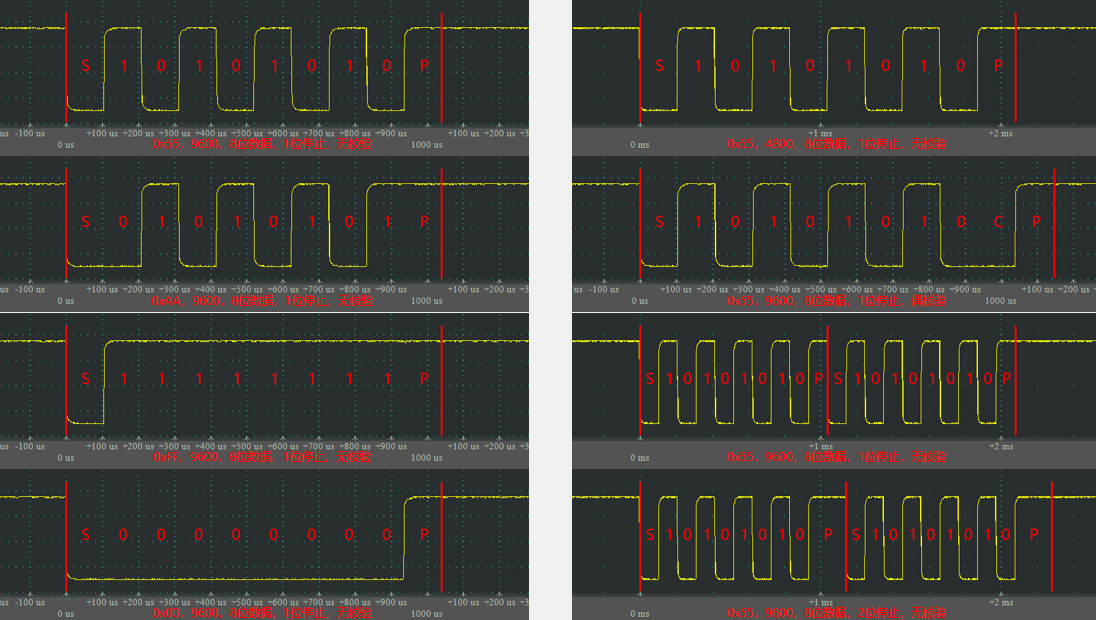 S 1 0 1 0 1 0 1 0 P
us -100 us +100 us +200 us +300 us +400 us +500 us +600 us +700 us +800 us +900 us +100 us +200 us +3
0 us 1000 us
0x55，9600，8位数据，1位停止，无校验
S 1 0 1 0 1 0 1 0 P
+1 ms +2 ms
0 ms
0x55，4800，8位数据，1位停止，无校验
S 0 1 0 1 0 1 0 1 P
us -100 us +100 us +200 us +300 us +400 us +500 us +600 us +700 us +800 us +900 us +100 us +200 us +3
0 us 1000 us
0xAA，9600，8位数据，1位停止，无校验
S 1 0 1 0 1 0 1 0 C P
us -100 us +100 us +200 us +300 us +400 us +500 us +600 us +700 us +800 us +900 us +100 us +200 us
0 us 1000 us
0x55，9600，8位数据，1位停止，偶校验
S 1 1 1 1 1 1 1 1 P
us -100 us +100 us +200 us +300 us +400 us +500 us +600 us +700 us +800 us +900 us +100 us +200 us +3
0 us 1000 us
0xFF，9600，8位数据，1位停止，无校验
S 1 0 1 0 1 0 1 0 P S 1 0 1 0 1 0 1 0 P
+1 ms +2 ms
0 ms
0x55，9600，8位数据，1位停止，无校验
S 0 0 0 0 0 0 0 0 P
us -100 us +100 us +200 us +300 us +400 us +500 us +600 us +700 us +800 us +900 us +100 us +200 us +3
0 us 1000 us
0x00，9600，8位数据，1位停止，无校验
S 1 0 1 0 1 0 1 0 P S 1 0 1 0 1 0 1 0 P
+1 ms +2 ms
0 ms
0x55，9600，8位数据，2位停止，无校验